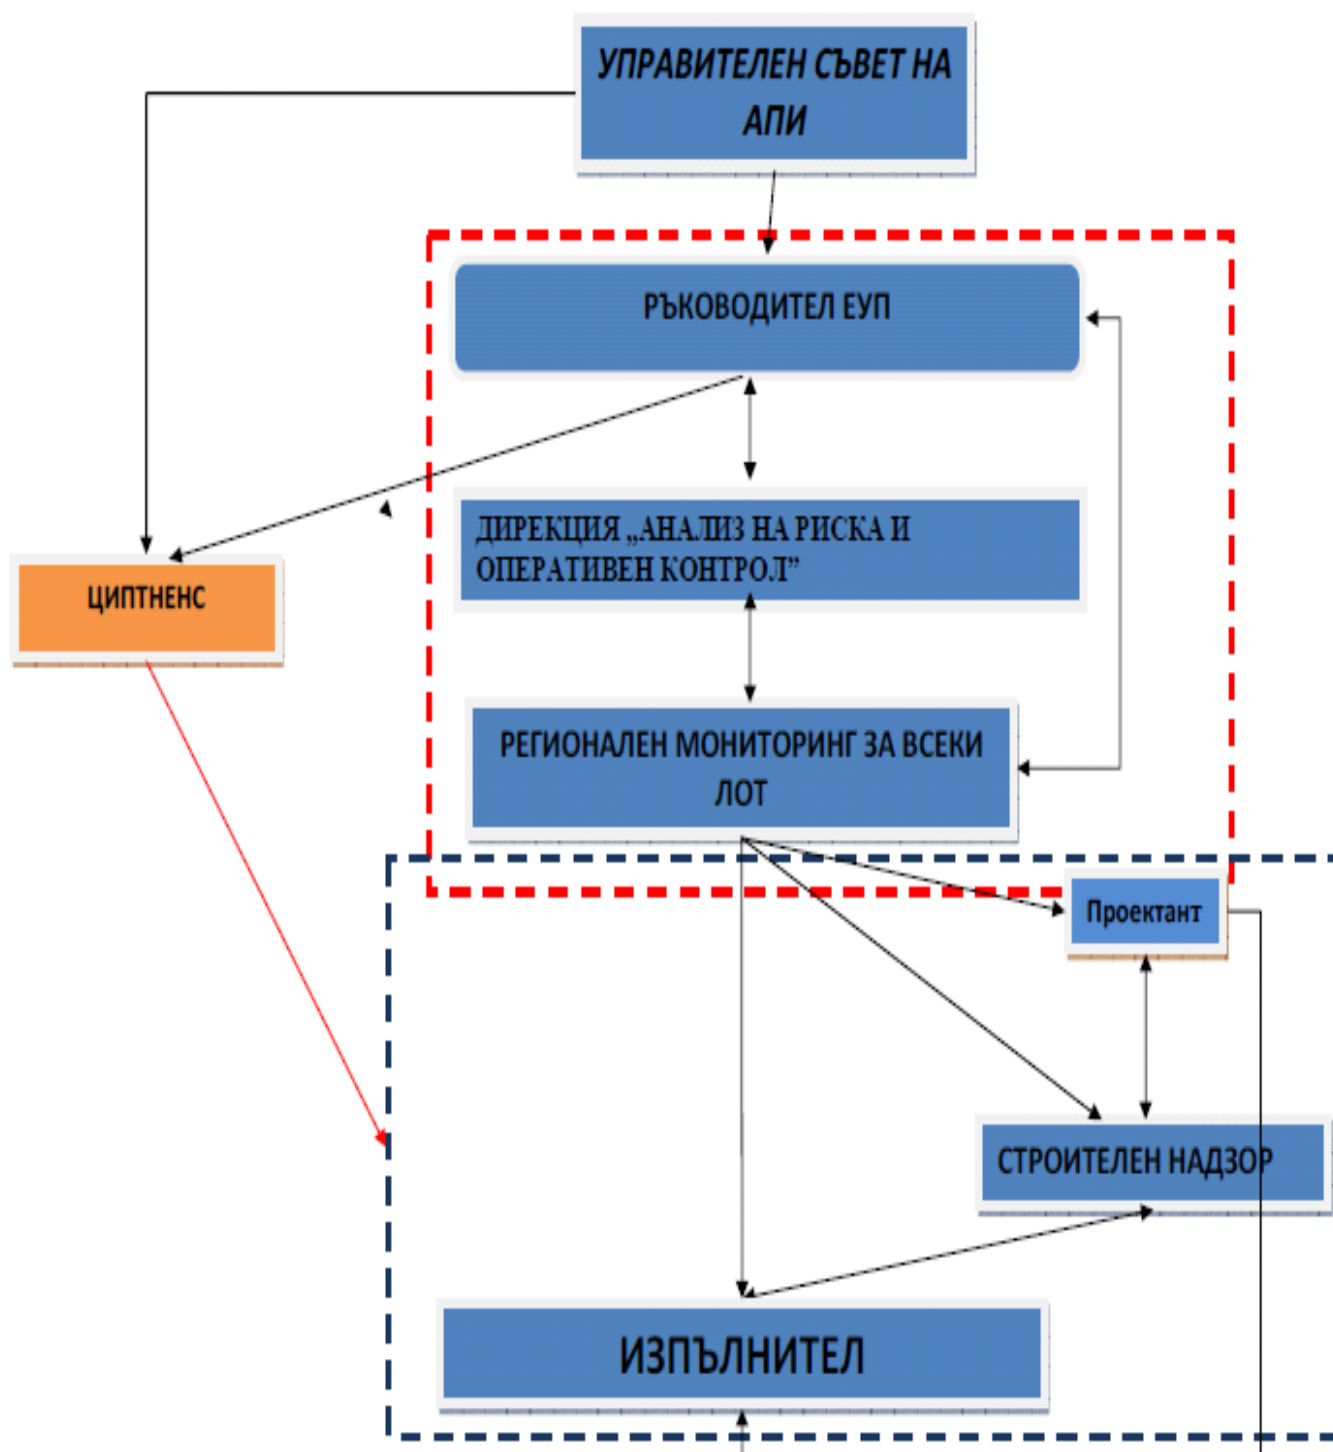 УПРАВИТЕЛЕН СЪВЕТ НА
АПИ
РЪКОВОДИТЕЛ ЕУП
ДИРЕКЦИЯ „АНАЛИЗ НА РИСКА И
ОПЕРАТИВЕН КОНТРОЛ”
ЦИПТНЕНС
РЕГИОНАЛЕН МОНИТОРИНГ ЗА ВСЕКИ
ЛОТ
Проектант
СТРОИТЕЛЕН НАДЗОР
ИЗПЪЛНИТЕЛ